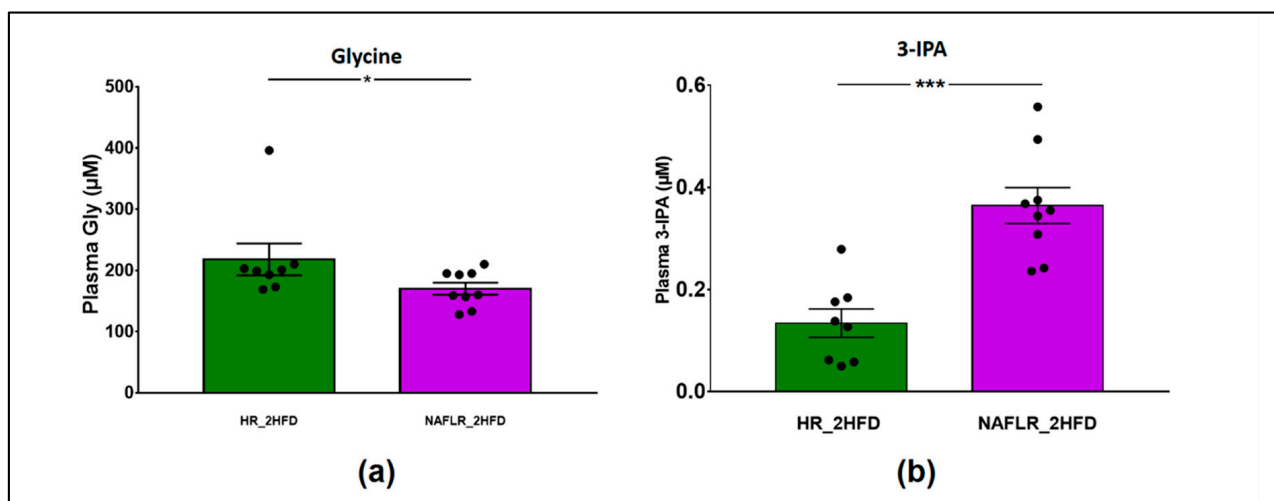 Glycine
*
500
400
300
200
100
0
Plasma Gly (µM)
HR_2HFD
NAFLR_2HFD
(a)
3-IPA
***
0.6
0.4
0.2
0.0
Plasma 3-IPA (µM)
HR_2HFD
NAFLR_2HFD
(b)